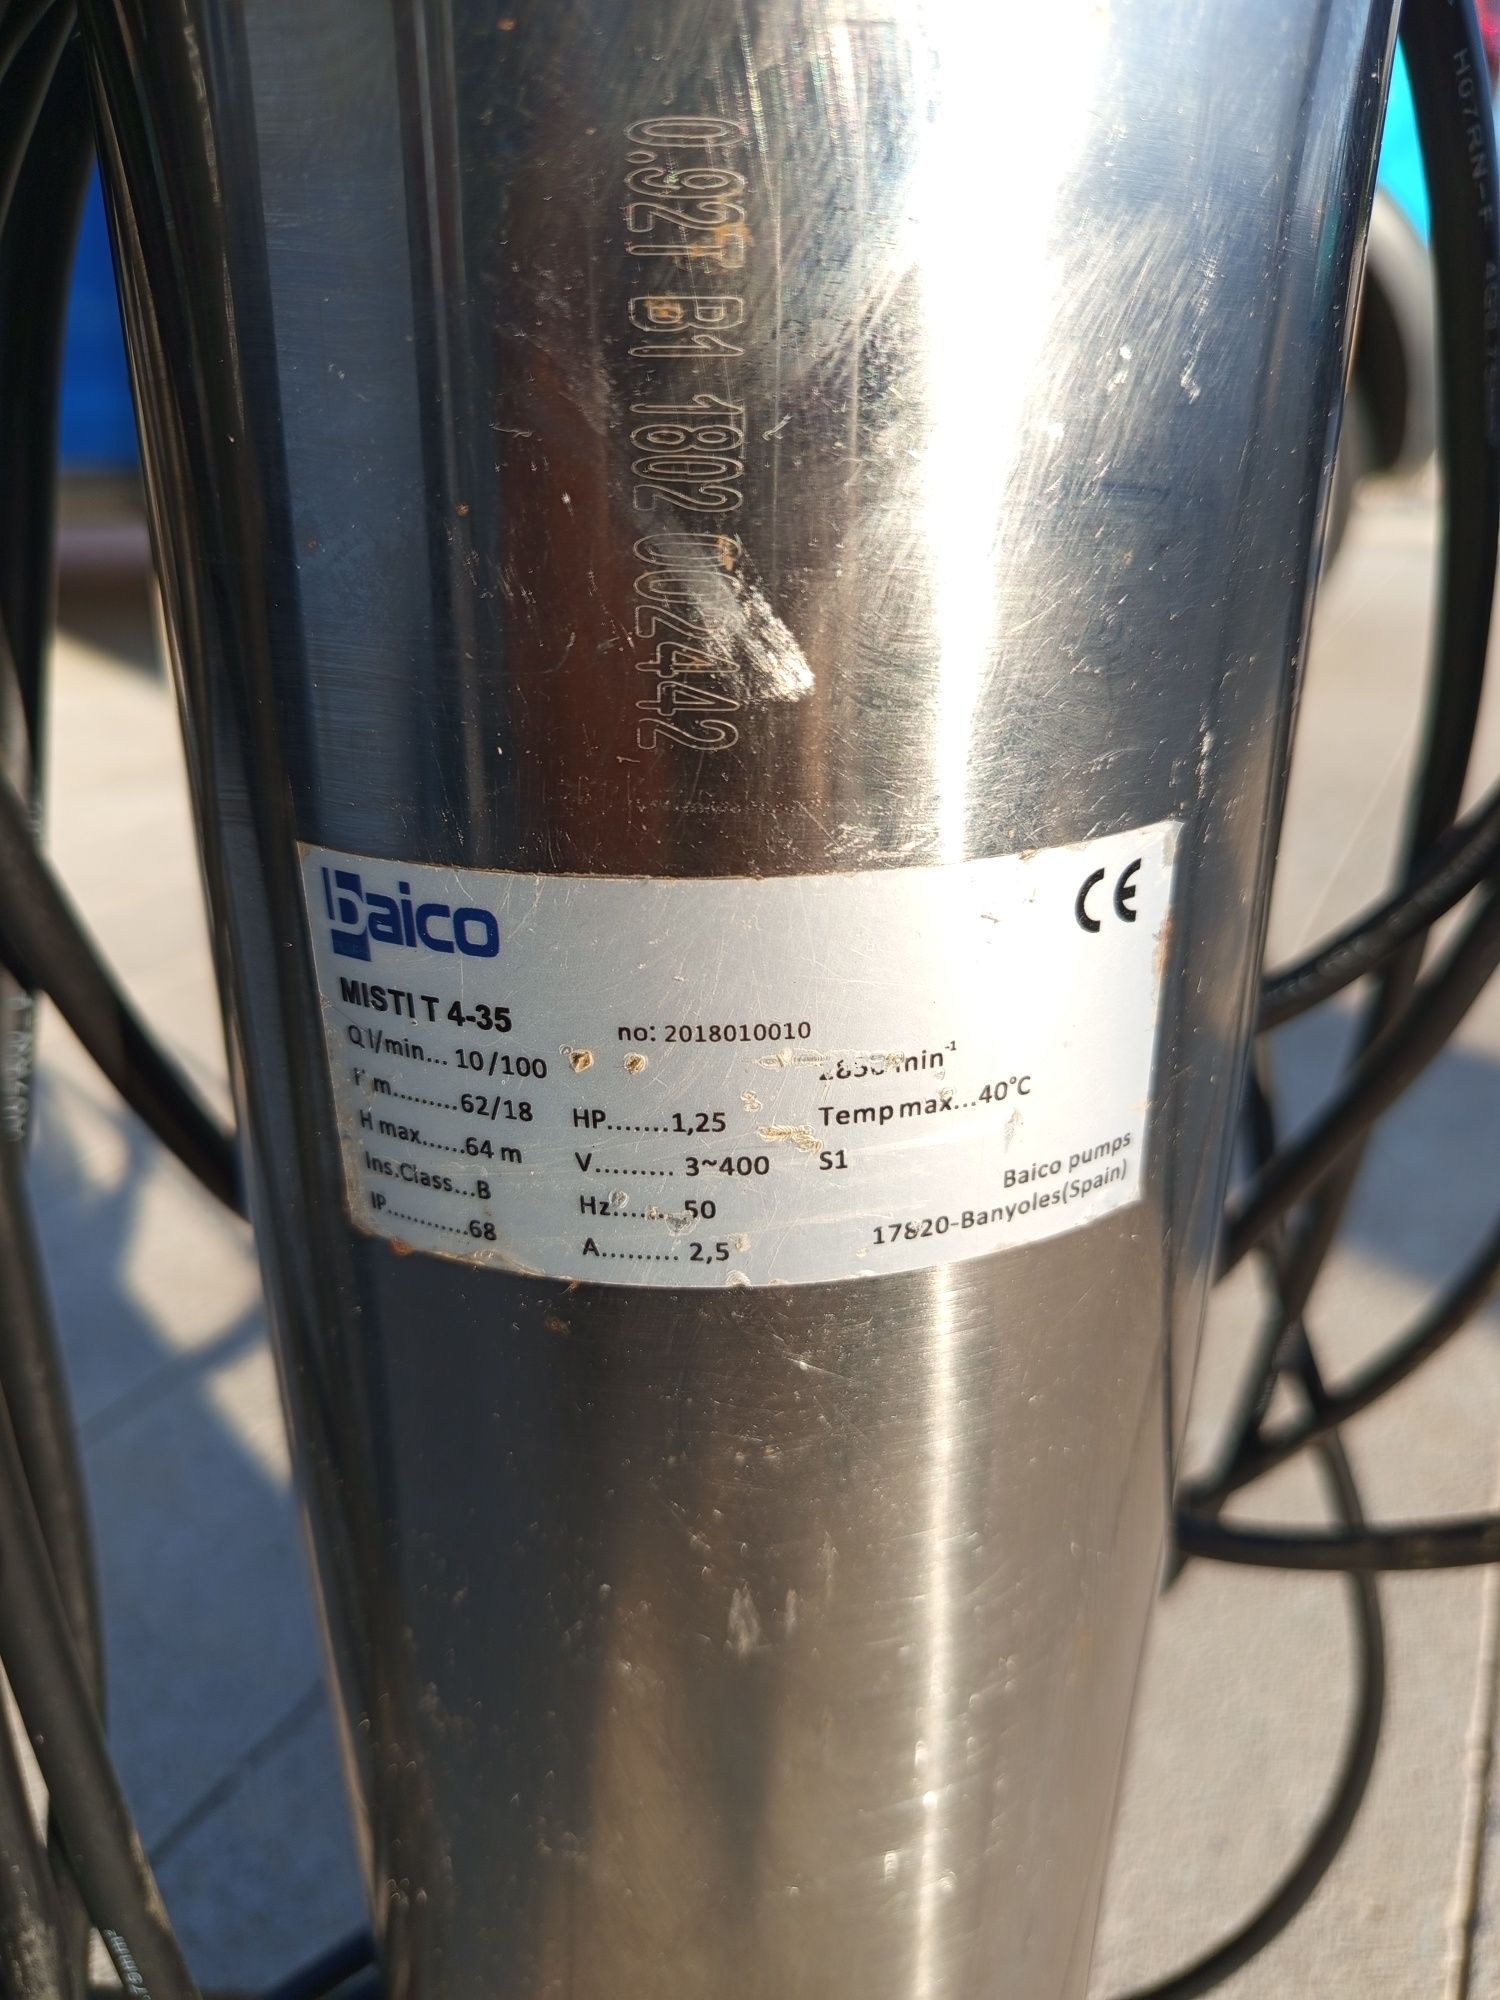 0.92T B1 1802 002442
H07RN-F
Baico
CE
MISTI T 4-35
no: 2018010010
Q l/min... 10/100
m.........62/18
H max......64 m
Ins.Class...B
IP............68
HP.......1,25
V......... 3~400
Hz...... 50
A......... 2,5
min-1
Temp max...40°C
S1
Baico pumps
17820-Banyoles(Spain)